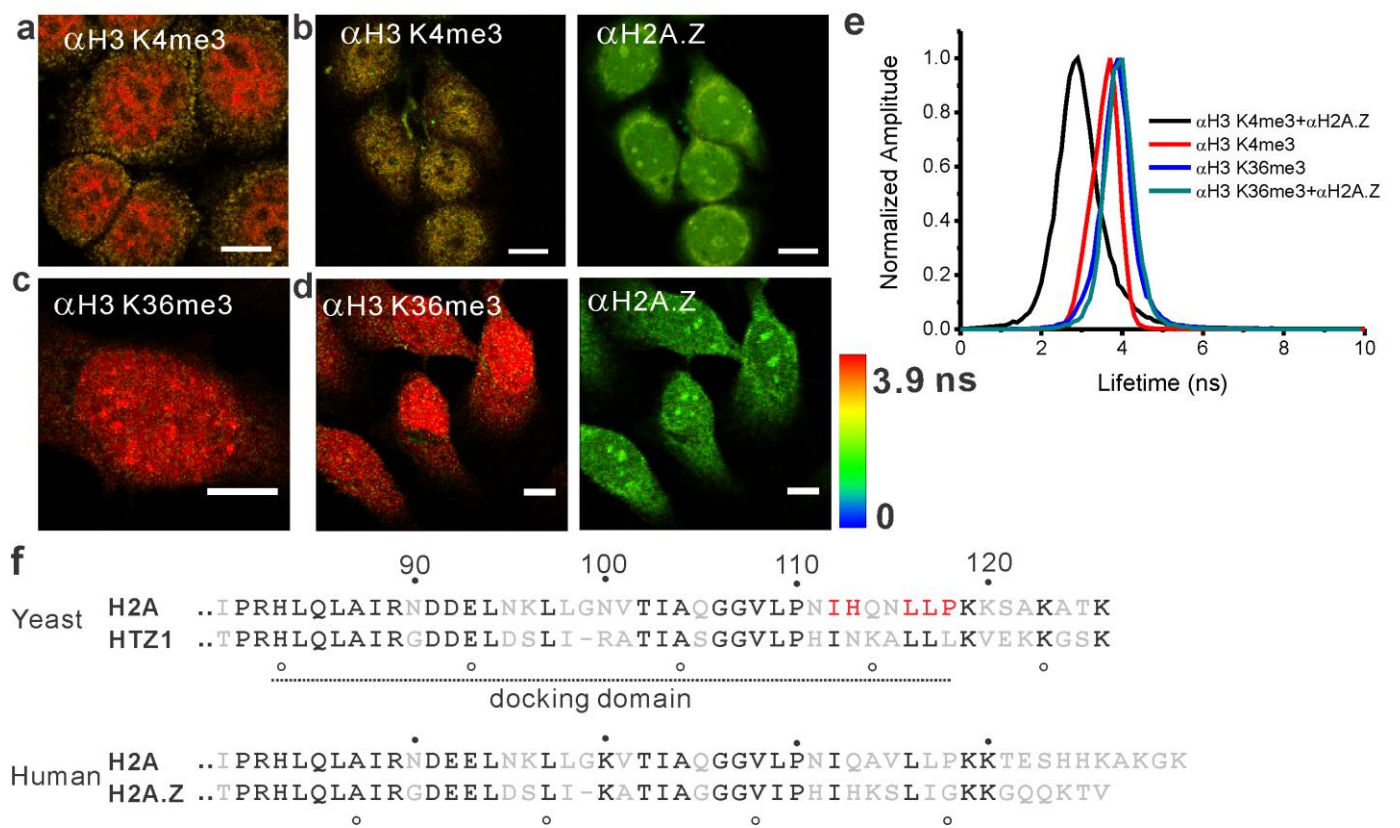 a αH3 K4me3
b αH3 K4me3
αH2A.Z
c αH3 K36me3
d αH3 K36me3
αH2A.Z
3.9 ns
0
e
Normalized Amplitude
1.0
0.8
0.6
0.4
0.2
0.0
0 2 4 6 8 10
Lifetime (ns)
αH3 K4me3+αH2A.Z
αH3 K4me3
αH3 K36me3
αH3 K36me3+αH2A.Z
f
90 100 110 120
Yeast
H2A ..IPRHLQLAIRNDDELNKLLGNVTIAQGGVLPNIHQNLLPKKSAKATK
HTZ1 ..TPRHLQLAIRGDDELDSLI-RATIASGGVLPHINKALLLKVEKKGSK
docking domain
Human
H2A ..IPRHLQLAIRNDEELNKLLGKVTIAQGGVLPNIQAVLLPKKTESHHKAKGK
H2A.Z ..TPRHLQLAIRGDEELDSLI-KATIAGGGVIPHIHKSLIGKKGQQKTV